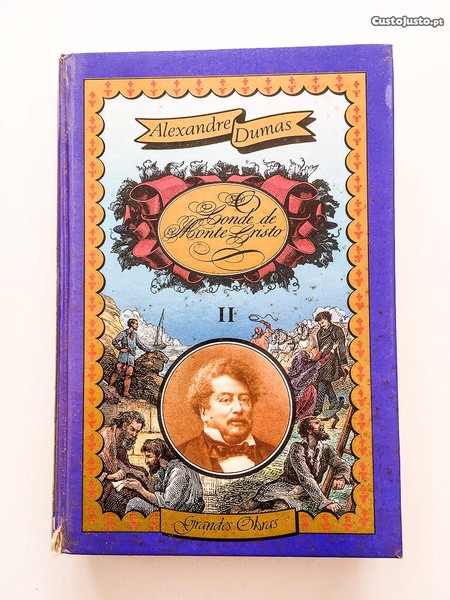 CustoJusto.pt
Alexandre Dumas
O
Conde de
Monte Cristo
II
Grandes Obras